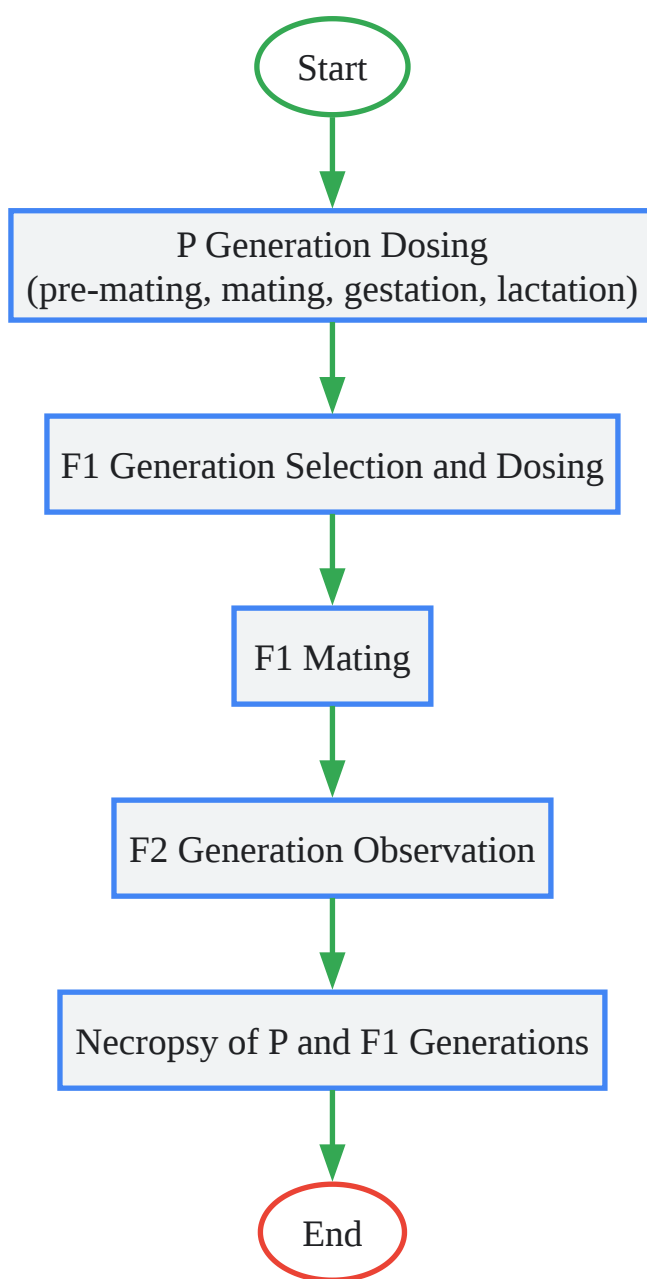 Start
P Generation Dosing
(pre-mating, mating, gestation, lactation)
F1 Generation Selection and Dosing
F1 Mating
F2 Generation Observation
Necropsy of P and F1 Generations
End